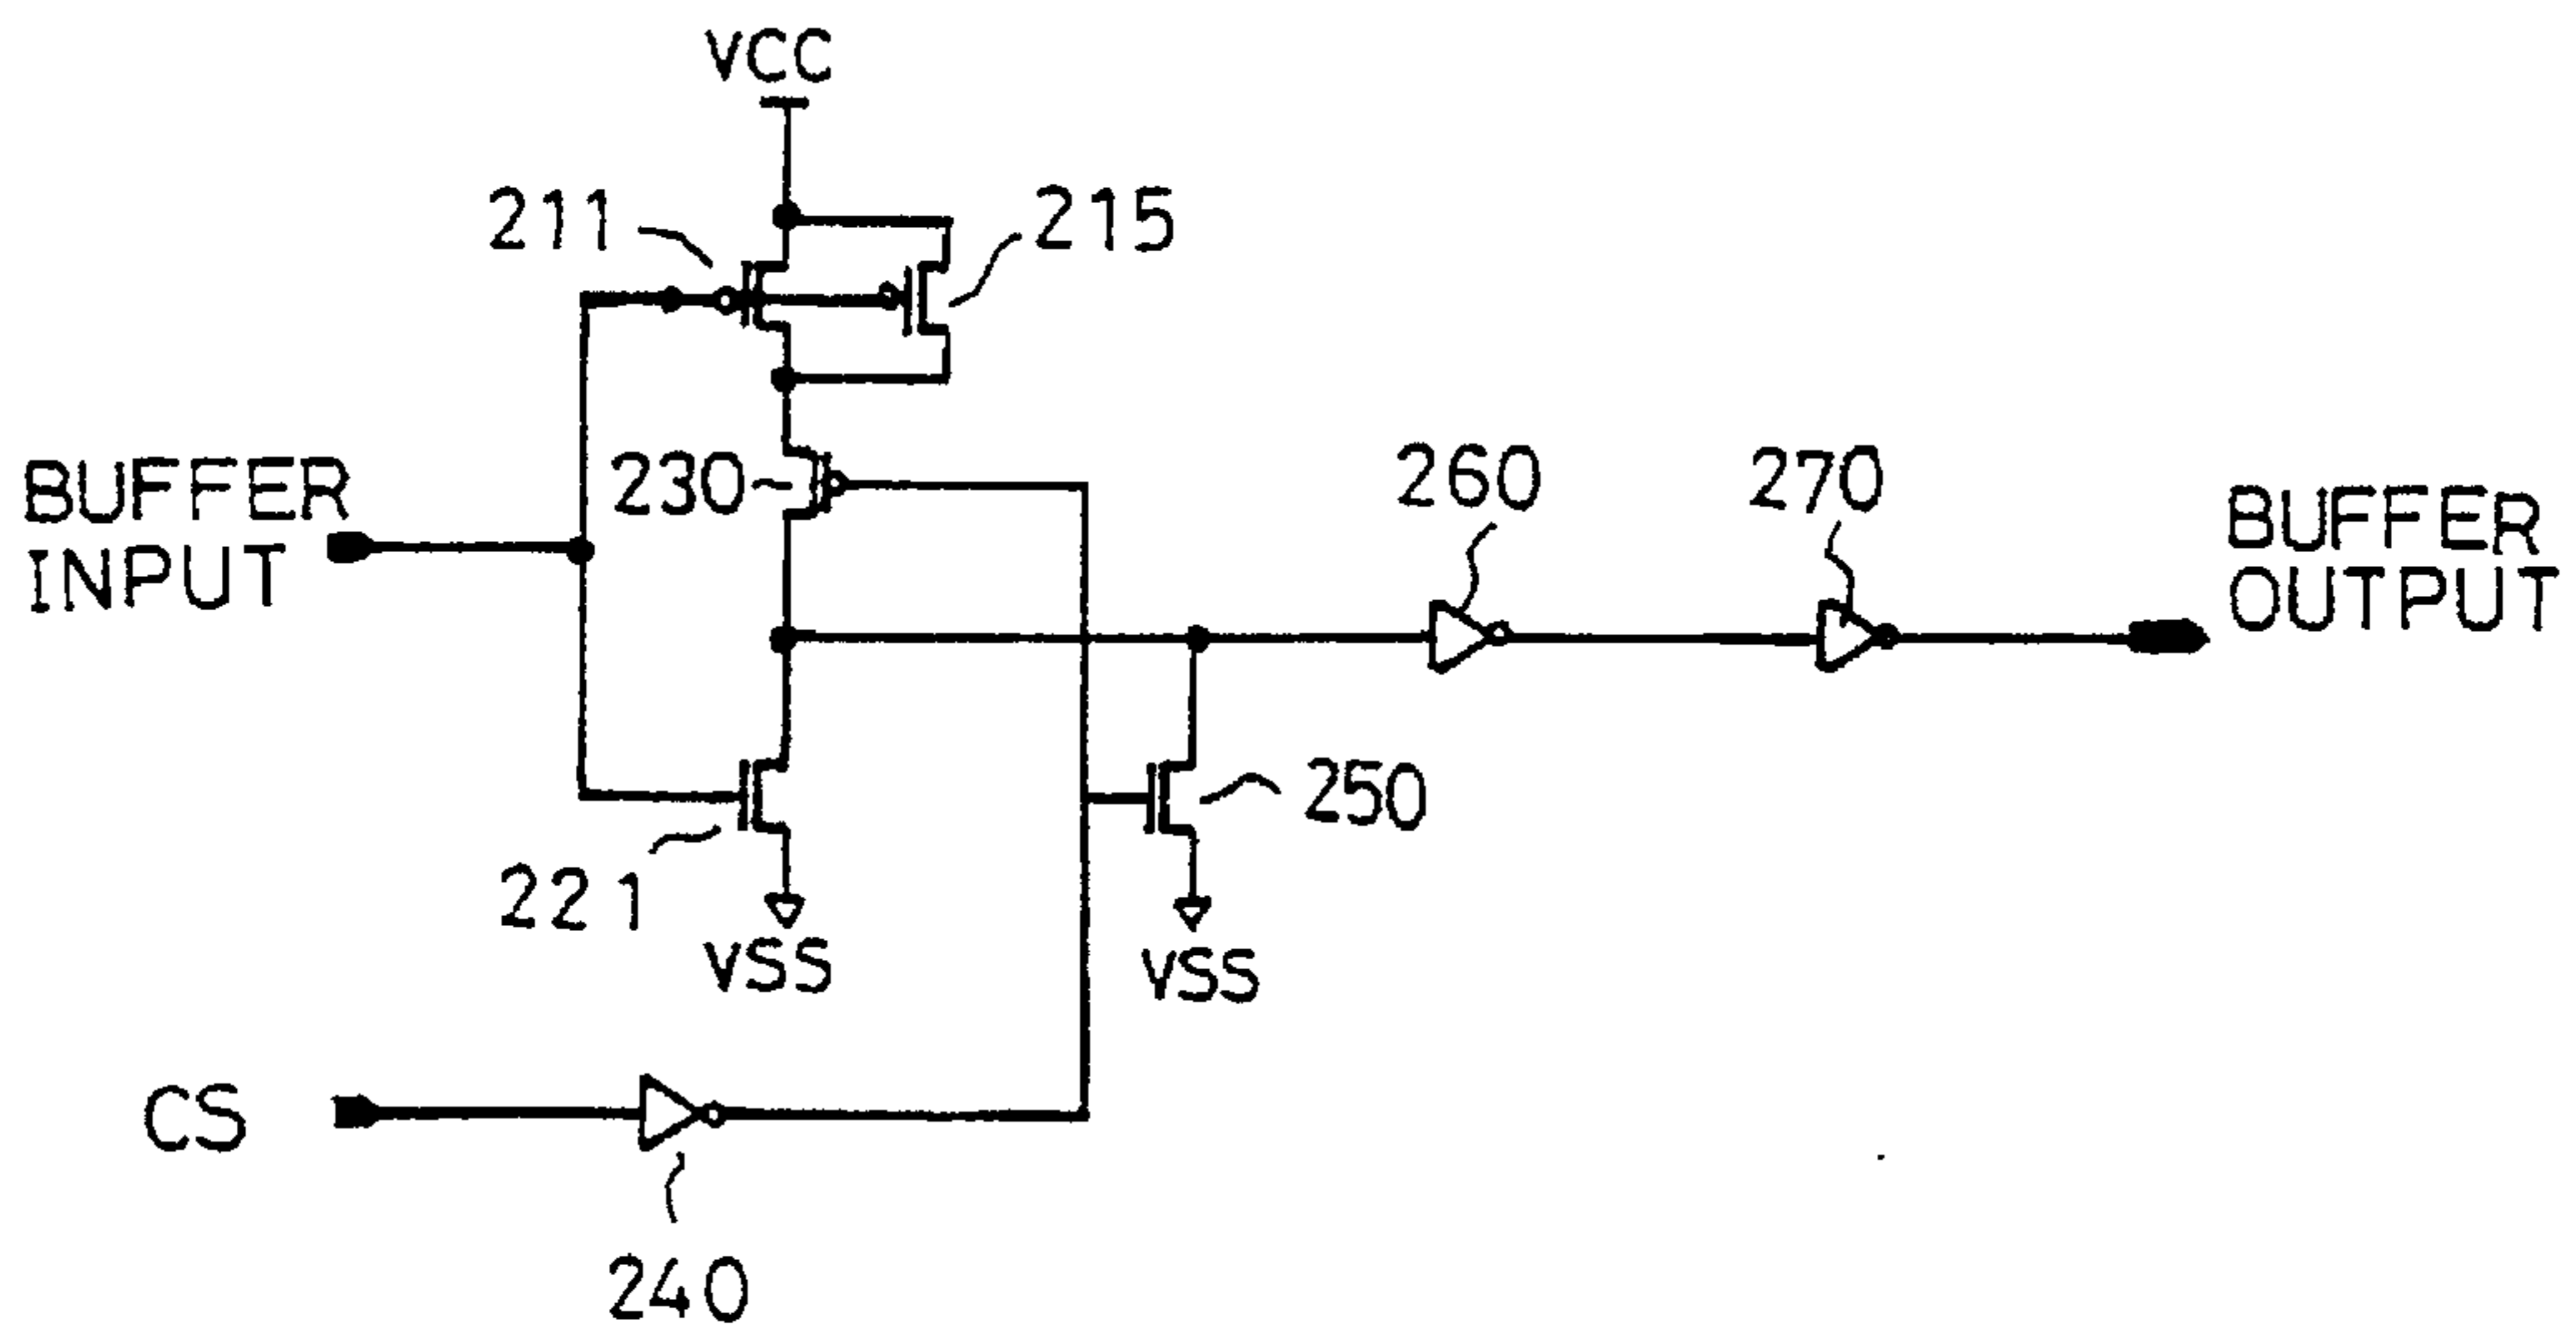 VCC
211
215
BUFFER
INPUT
230
260
270
BUFFER
OUTPUT
250
221
VSS
VSS
CS
240